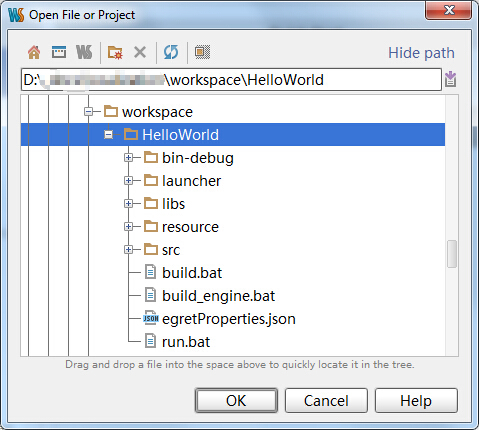 Open File or Project
Hide path
D:\ \workspace\HelloWorld
workspace
HelloWorld
bin-debug
launcher
libs
resource
src
build.bat
build_engine.bat
JSON egretProperties.json
run.bat
Drag and drop a file into the space above to quickly locate it in the tree.
OK Cancel Help